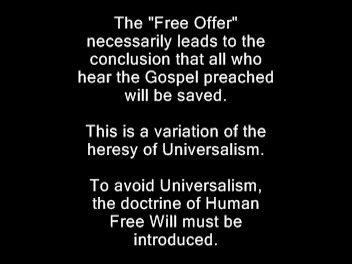 The "Free Offer"
necessarily leads to the
conclusion that all who
hear the Gospel preached
will be saved.
This is a variation of the
heresy of Universalism.
To avoid Universalism,
the doctrine of Human
Free Will must be
introduced.